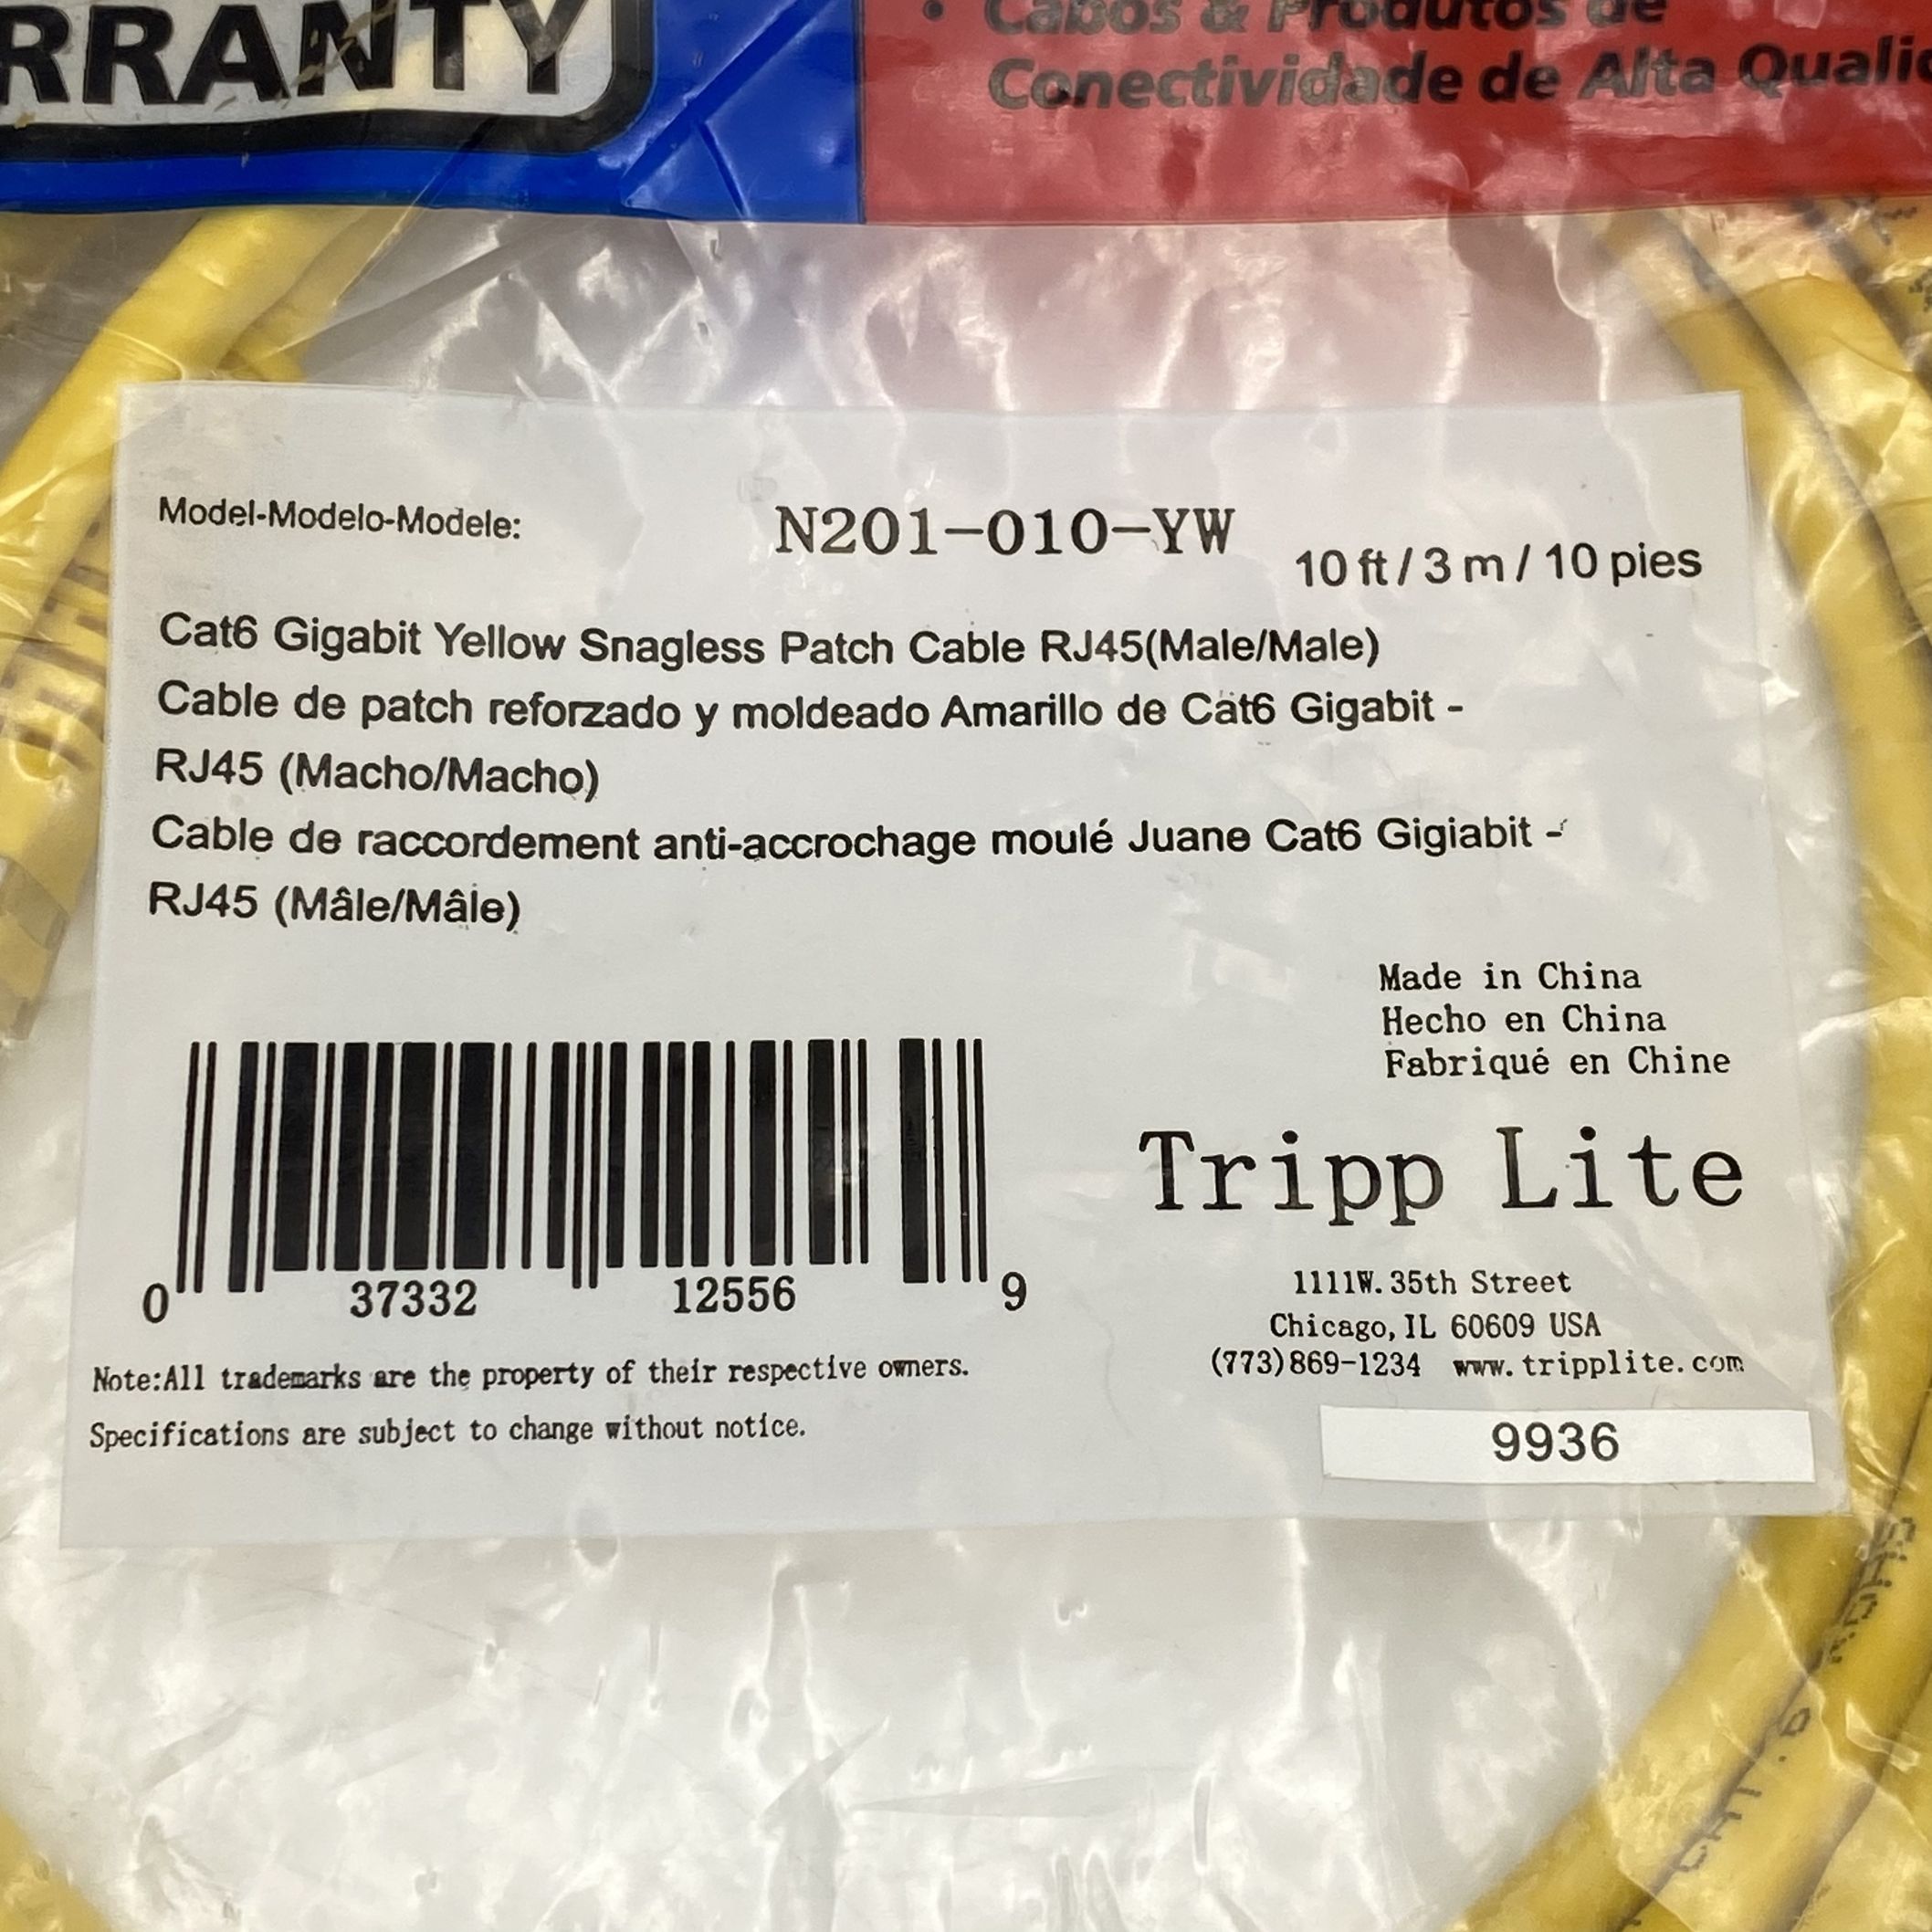 RRANTY
• Cabos & Produtos de
Conectividade de Alta Qualid
Model-Modelo-Modele: N201-010-YW 10 ft / 3 m / 10 pies
Cat6 Gigabit Yellow Snagless Patch Cable RJ45(Male/Male)
Cable de patch reforzado y moldeado Amarillo de Cat6 Gigabit -
RJ45 (Macho/Macho)
Cable de raccordement anti-accrochage moulé Juane Cat6 Gigiabit -
RJ45 (Mâle/Mâle)
Made in China
Hecho en China
Fabriqué en Chine
0 37332 12556 9
Tripp Lite
1111W. 35th Street
Chicago, IL 60609 USA
(773)869-1234 www.tripplite.com
Note:All trademarks are the property of their respective owners.
Specifications are subject to change without notice.
9936
CAT.6